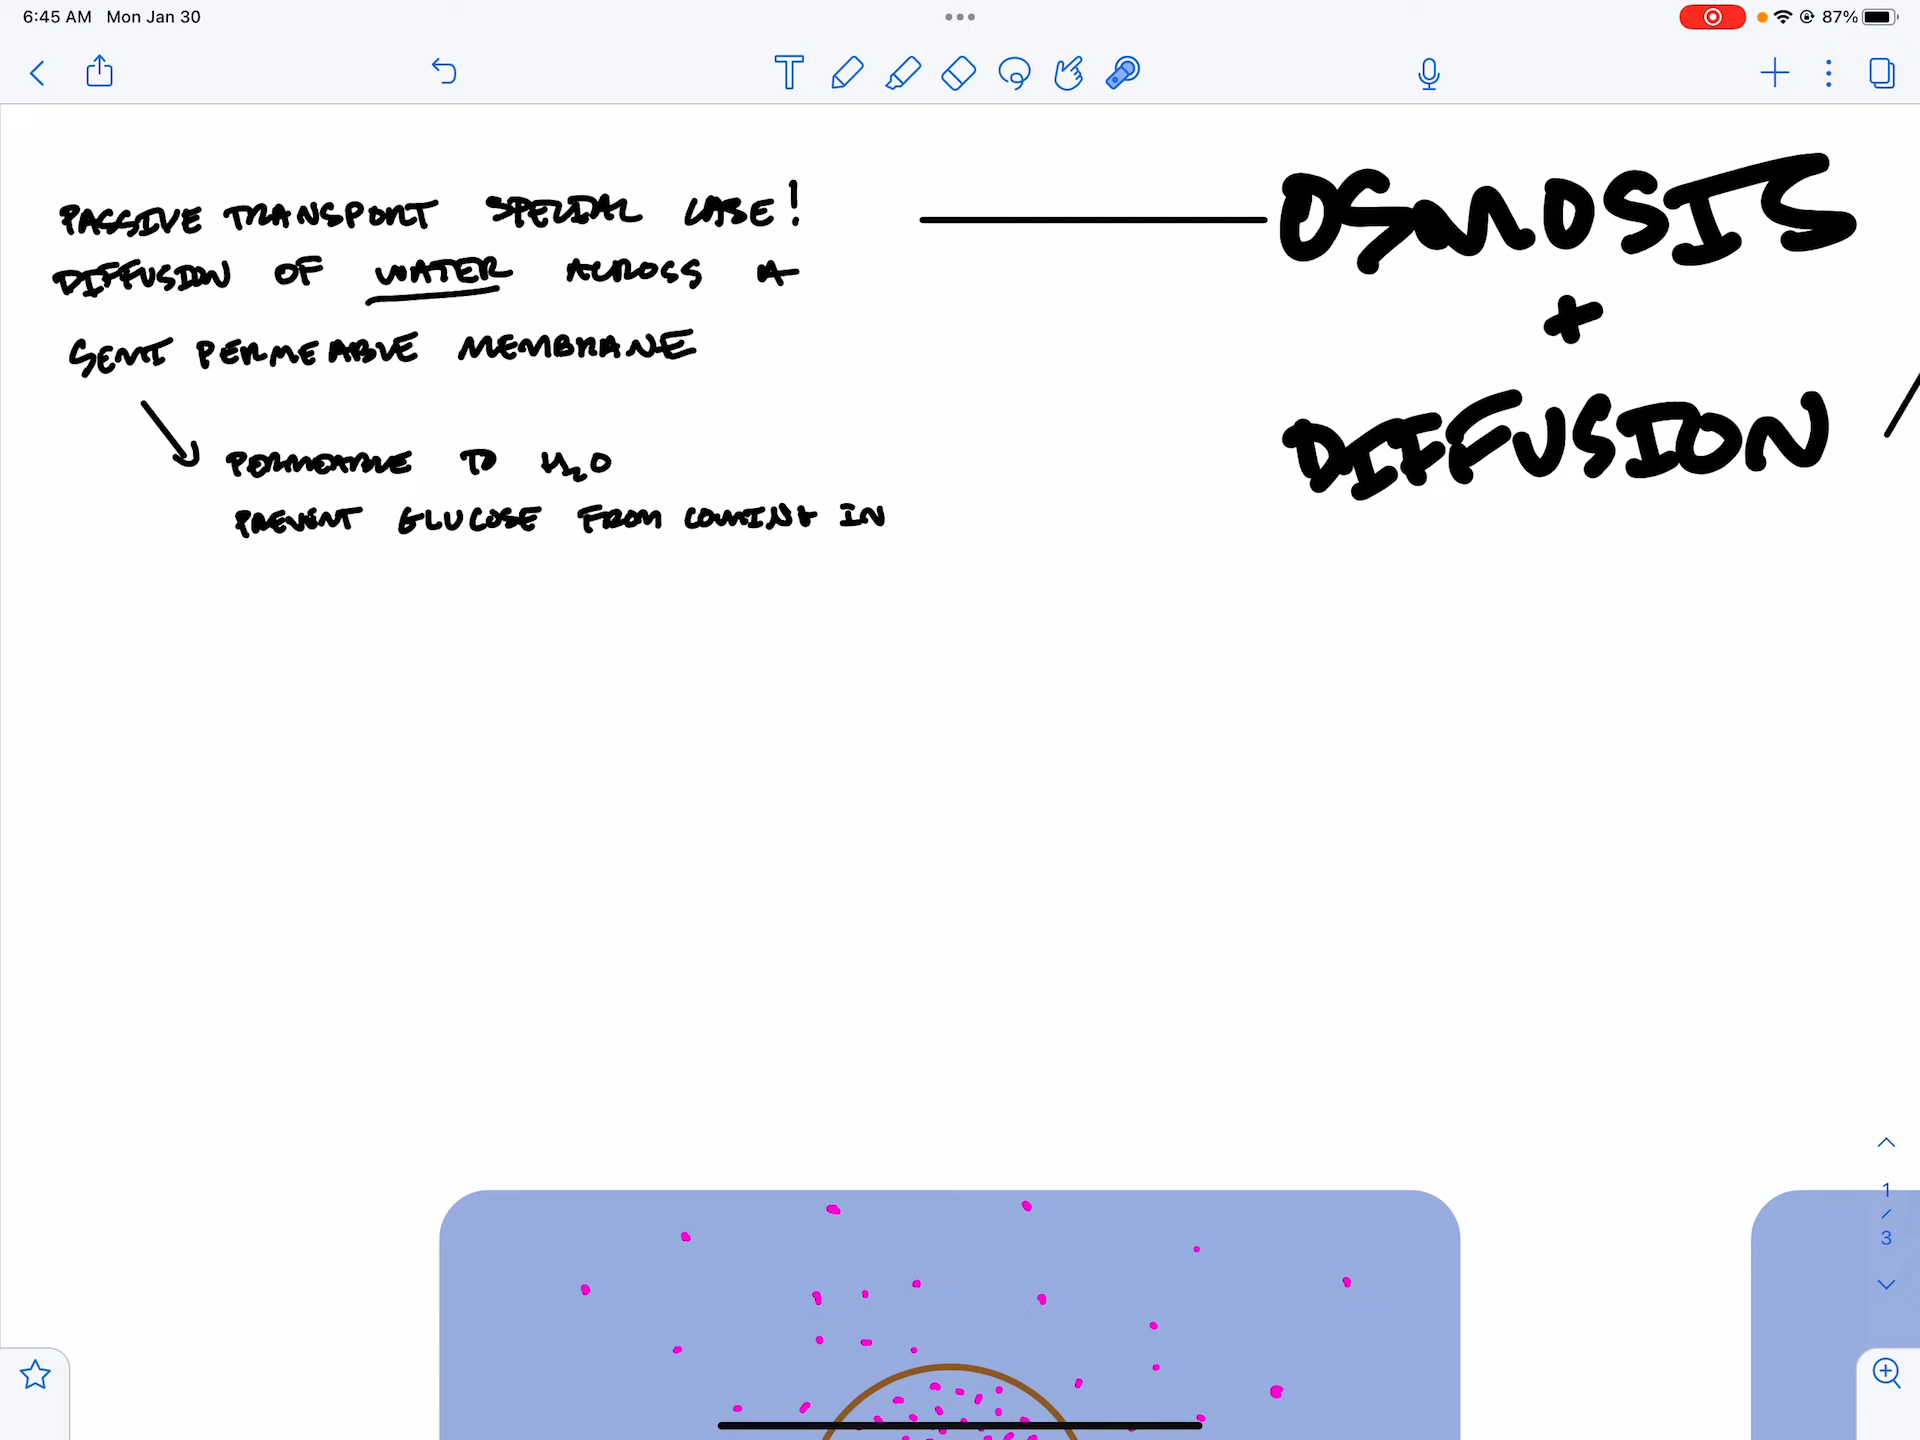 6:45 AM Mon Jan 30
87%
PASSIVE TRANSPORT SPECIAL CASE!
DIFFUSION OF WATER ACROSS A
SEMI PERMEABLE MEMBRANE
PERMEABLE TO H₂O
PREVENT GLUCOSE FROM COMING IN
OSMOSIS
+
DIFFUSION
1
/
3